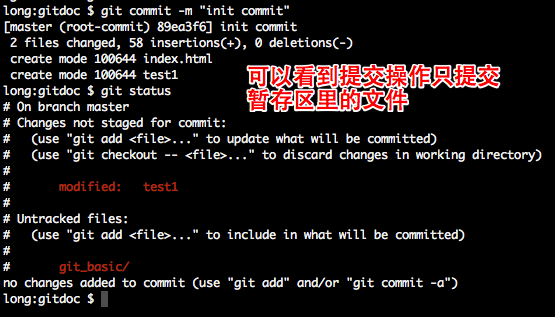 long:gitdoc $ git commit -m "init commit"
[master (root-commit) 89ea3f6] init commit
 2 files changed, 58 insertions(+), 0 deletions(-)
 create mode 100644 index.html
 create mode 100644 test1
可以看到提交操作只提交
暂存区里的文件
long:gitdoc $ git status
# On branch master
# Changes not staged for commit:
#   (use "git add <file>..." to update what will be committed)
#   (use "git checkout -- <file>..." to discard changes in working directory)
#
#       modified:   test1
#
# Untracked files:
#   (use "git add <file>..." to include in what will be committed)
#
#       git_basic/
no changes added to commit (use "git add" and/or "git commit -a")
long:gitdoc $